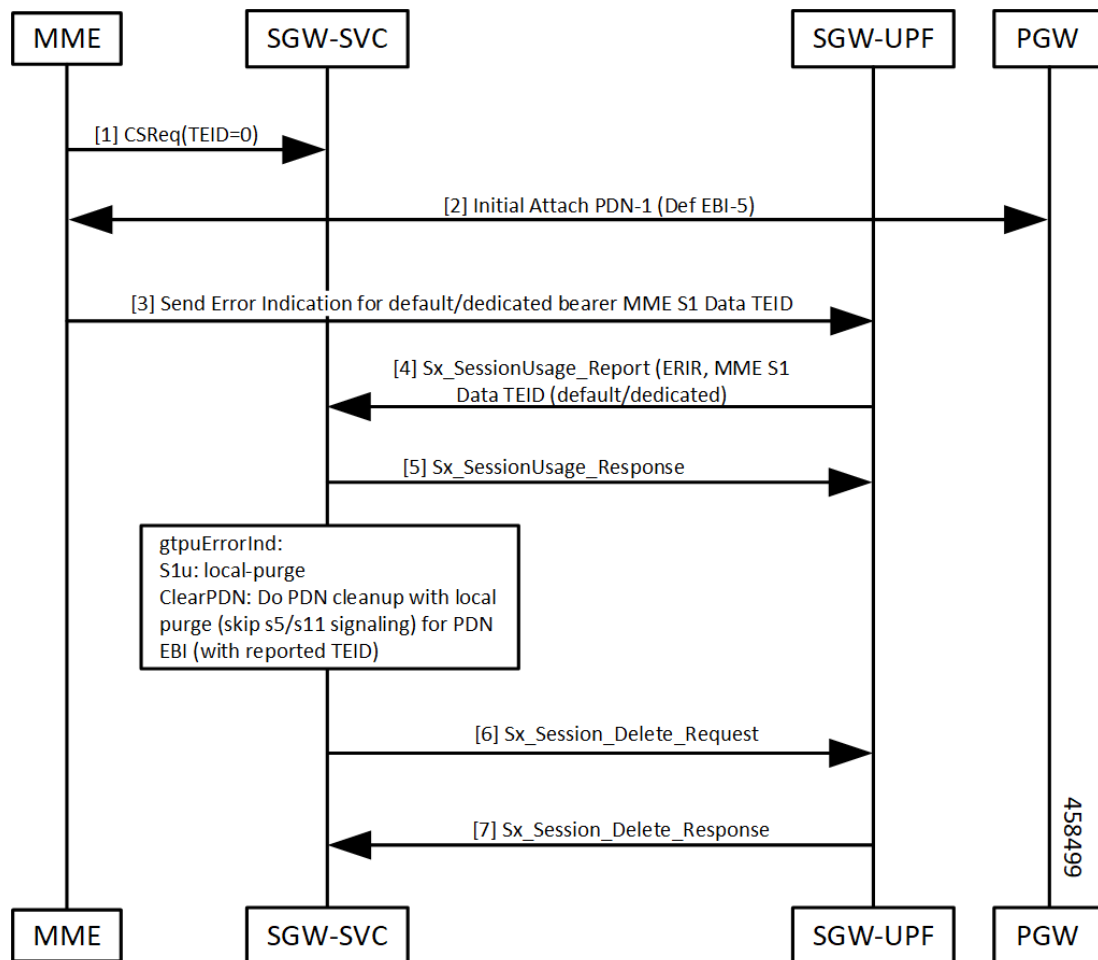 MME
SGW-SVC
SGW-UPF
PGW
[1] CSReq(TEID=0)
[2] Initial Attach PDN-1 (Def EBI-5)
[3] Send Error Indication for default/dedicated bearer MME S1 Data TEID
[4] Sx_SessionUsage_Report (ERIR, MME S1
Data TEID (default/dedicated)
[5] Sx_SessionUsage_Response
gtpuErrorInd:
S1u: local-purge
ClearPDN: Do PDN cleanup with local
purge (skip s5/s11 signaling) for PDN
EBI (with reported TEID)
[6] Sx_Session_Delete_Request
[7] Sx_Session_Delete_Response
458499
MME
SGW-SVC
SGW-UPF
PGW